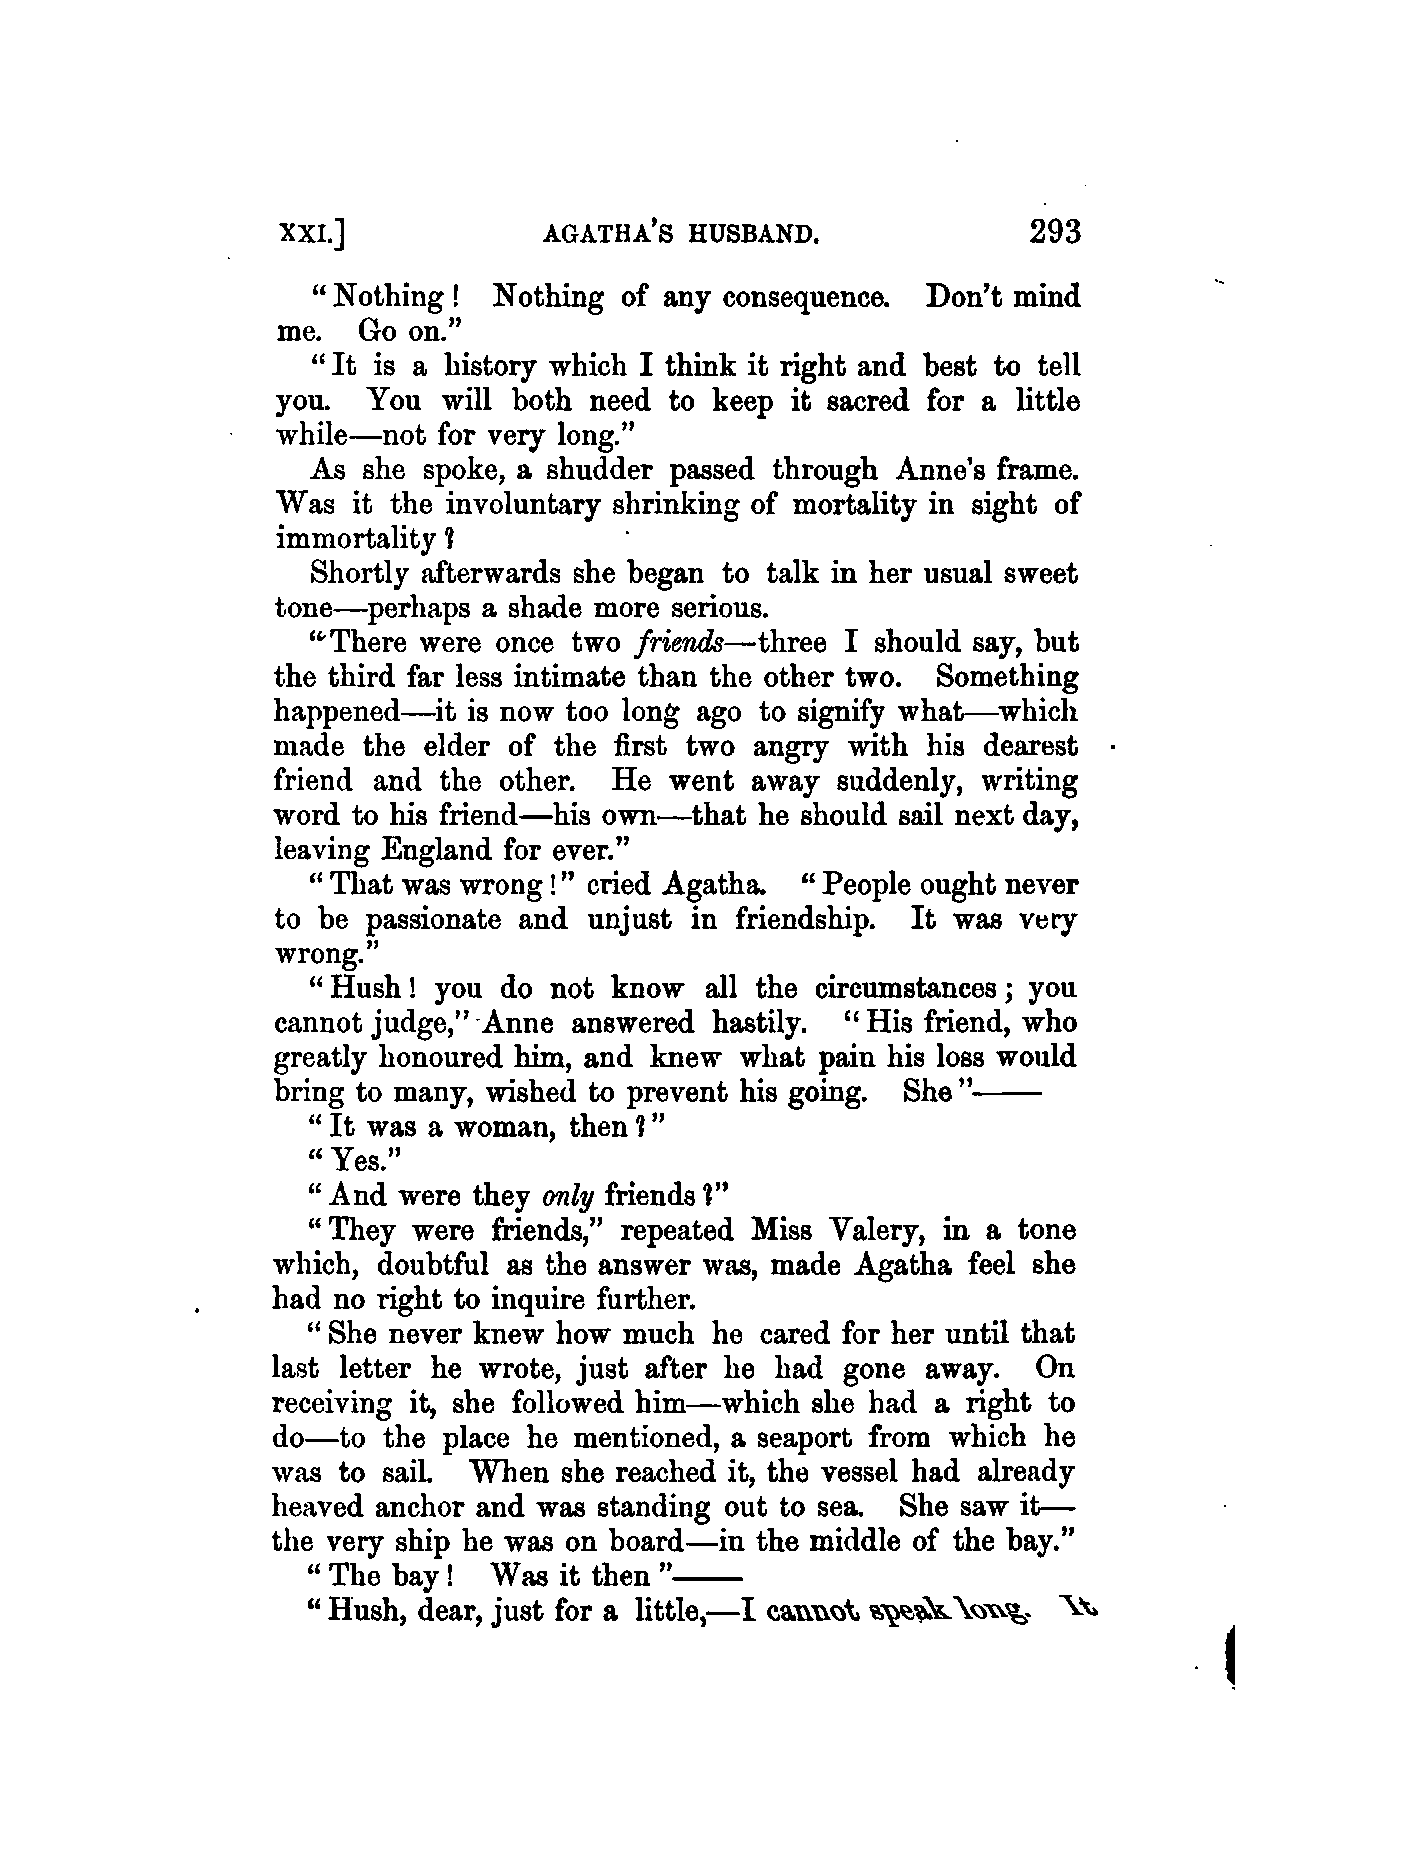 XXI.] AGATHA'S HUSBAND. 293
“Nothing! Nothing of any consequence. Don't mind
me. Go on.”
“It is a history which I think it right and best to tell
you. You will both need to keep it sacred for a little
while—not for very long.”
As she spoke, a shudder passed through Anne's frame.
Was it the involuntary shrinking of mortality in sight of
immortality?
Shortly afterwards she began to talk in her usual sweet
tone—perhaps a shade more serious.
“There were once two friends—three I should say, but
the third far less intimate than the other two. Something
happened—it is now too long ago to signify what—which
made the elder of the first two angry with his dearest
friend and the other. He went away suddenly, writing
word to his friend—his own—that he should sail next day,
leaving England for ever.”
“That was wrong!” cried Agatha. “People ought never
to be passionate and unjust in friendship. It was very
wrong.”
“Hush! you do not know all the circumstances; you
cannot judge,” Anne answered hastily. “His friend, who
greatly honoured him, and knew what pain his loss would
bring to many, wished to prevent his going. She”——
“It was a woman, then?”
“Yes.”
“And were they only friends?”
“They were friends,” repeated Miss Valery, in a tone
which, doubtful as the answer was, made Agatha feel she
had no right to inquire further.
“She never knew how much he cared for her until that
last letter he wrote, just after he had gone away. On
receiving it, she followed him—which she had a right to
do—to the place he mentioned, a seaport from which he
was to sail. When she reached it, the vessel had already
heaved anchor and was standing out to sea. She saw it—
the very ship he was on board—in the middle of the bay.”
“The bay! Was it then”——
“Hush, dear, just for a little,—I cannot speak long. It